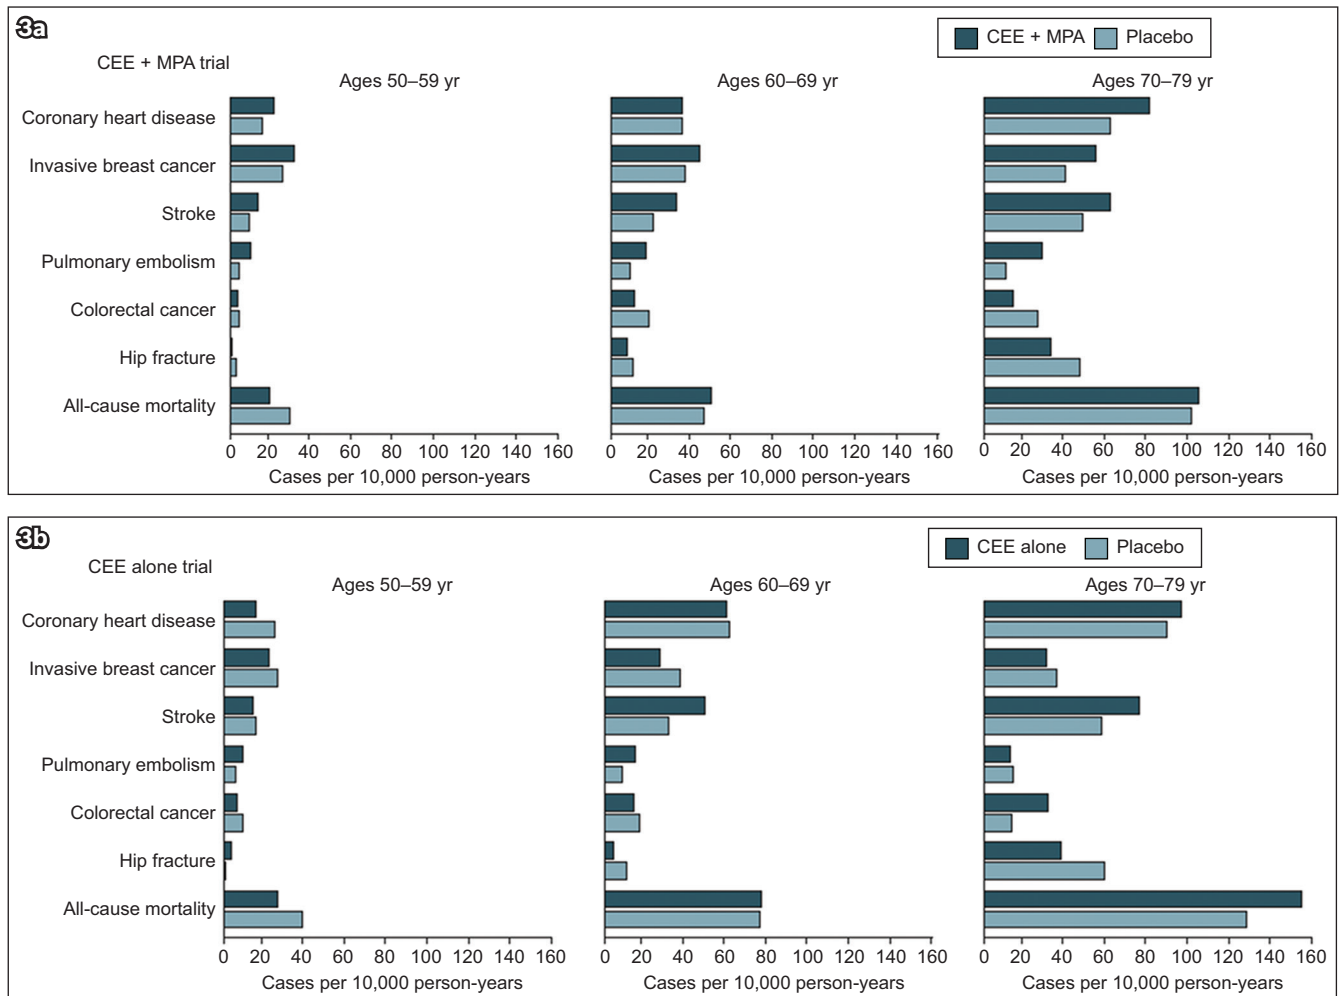 3a
CEE + MPA
Placebo
CEE + MPA trial
Ages 50–59 yr
Ages 60–69 yr
Ages 70–79 yr
Coronary heart disease
Invasive breast cancer
Stroke
Pulmonary embolism
Colorectal cancer
Hip fracture
All-cause mortality
0 20 40 60 80 100 120 140 160
0 20 40 60 80 100 120 140 160
0 20 40 60 80 100 120 140 160
Cases per 10,000 person-years
Cases per 10,000 person-years
Cases per 10,000 person-years
3b
CEE alone
Placebo
CEE alone trial
Ages 50–59 yr
Ages 60–69 yr
Ages 70–79 yr
Coronary heart disease
Invasive breast cancer
Stroke
Pulmonary embolism
Colorectal cancer
Hip fracture
All-cause mortality
0 20 40 60 80 100 120 140 160
0 20 40 60 80 100 120 140 160
0 20 40 60 80 100 120 140 160
Cases per 10,000 person-years
Cases per 10,000 person-years
Cases per 10,000 person-years